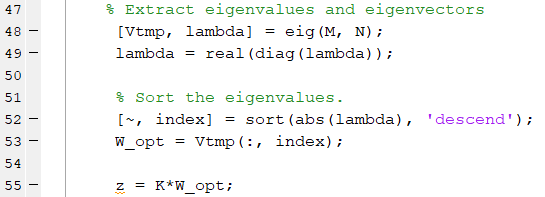 47 % Extract eigenvalues and eigenvectors
48 – [Vtmp, lambda] = eig(M, N);
49 – lambda = real(diag(lambda));
50
51 % Sort the eigenvalues.
52 – [~, index] = sort(abs(lambda), 'descend');
53 – W_opt = Vtmp(:, index);
54
55 – z = K*W_opt;